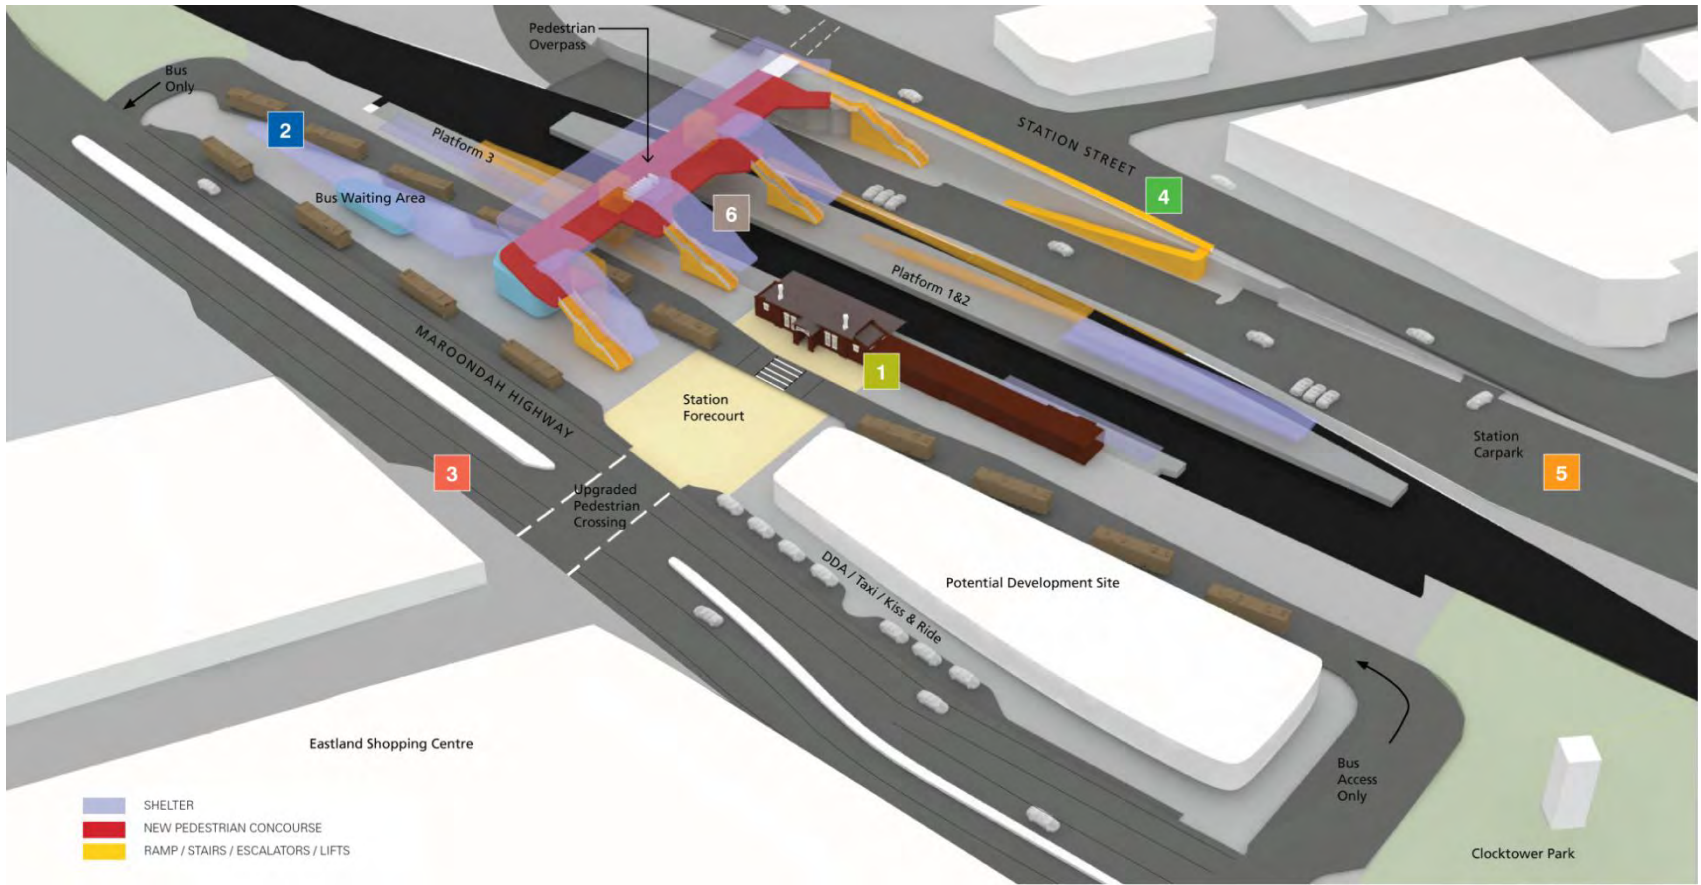 Pedestrian
Overpass
Bus
Only
2
Platform 3
STATION STREET
4
Bus Waiting Area
6
Platform 1&2
MAROONDAH HIGHWAY
1
Station
Forecourt
Station
Carpark
5
3
Upgraded
Pedestrian
Crossing
DDA / Taxi / Kiss & Ride
Potential Development Site
Eastland Shopping Centre
Bus
Access
Only
SHELTER
NEW PEDESTRIAN CONCOURSE
RAMP / STAIRS / ESCALATORS / LIFTS
Clocktower Park